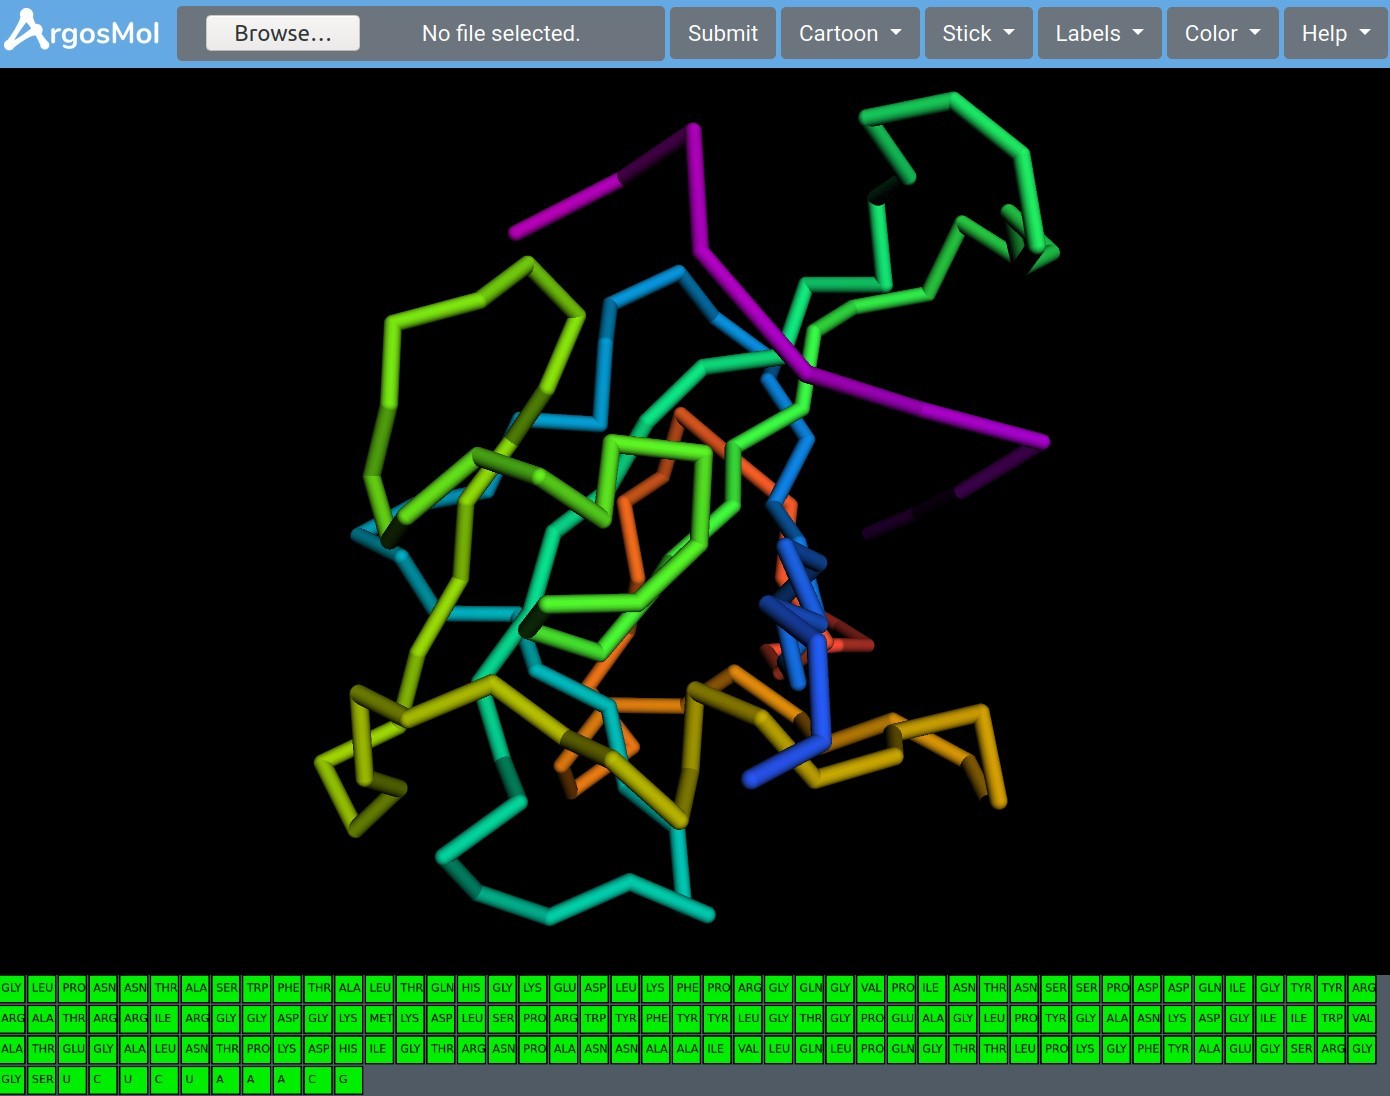 ArgosMol Browse... No file selected. Submit Cartoon Stick Labels Color Help
GLY LEU PRO ASN ASN THR ALA SER TRP PHE THR ALA LEU THR GLN HIS GLY LYS GLU ASP LEU LYS PHE PRO ARG GLY GLN GLY VAL PRO ILE ASN THR ASN SER SER PRO ASP ASP GLN ILE GLY TYR TYR ARG
ARG ALA THR ARG ARG ILE ARG GLY GLY ASP GLY LYS MET LYS ASP LEU SER PRO ARG TRP TYR PHE TYR TYR LEU GLY THR GLY PRO GLU ALA GLY LEU PRO TYR GLY ALA ASN LYS ASP GLY ILE ILE TRP VAL
ALA THR GLU GLY ALA LEU ASN THR PRO LYS ASP HIS ILE GLY THR ARG ASN PRO ALA ASN ASN ALA ALA ILE VAL LEU GLN LEU PRO GLN GLY THR THR LEU PRO LYS GLY PHE TYR ALA GLU GLY SER ARG GLY
GLY SER U C U C U A A A C G